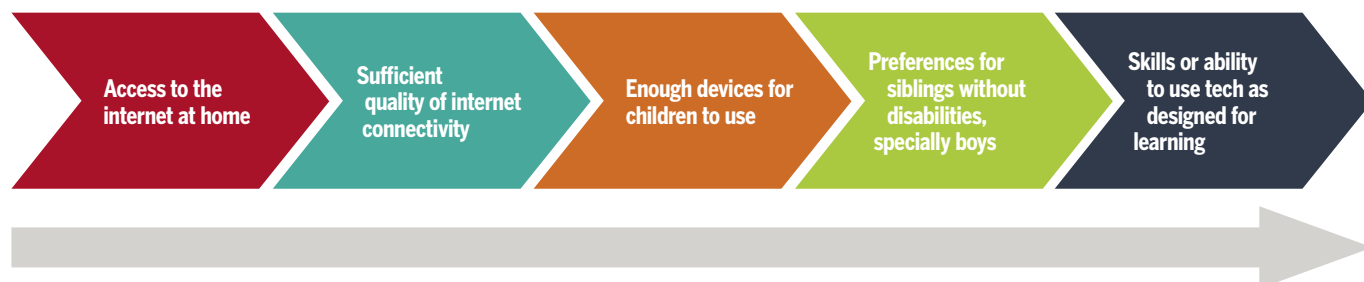 Access to the
internet at home
Sufficient
quality of internet
connectivity
Enough devices for
children to use
Preferences for
siblings without
disabilities,
specially boys
Skills or ability
to use tech as
designed for
learning